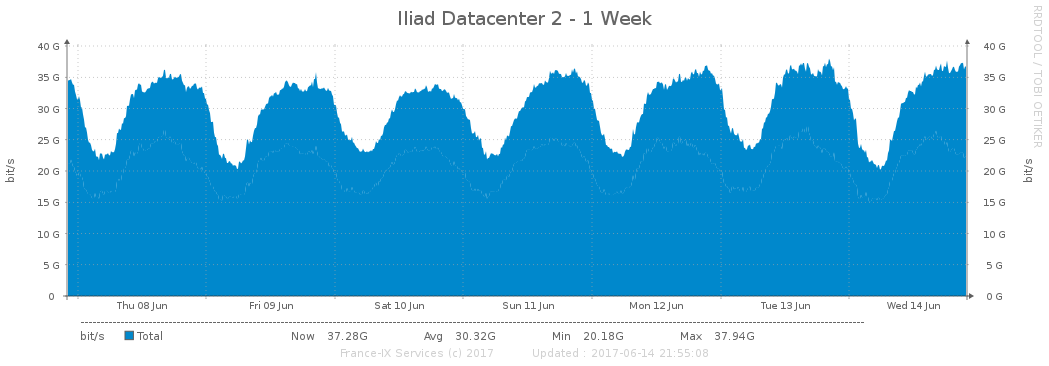 Iliad Datacenter 2 - 1 Week
RRDTOOL / TOBI OETIKER
40 G 40 G
35 G 35 G
30 G 30 G
25 G 25 G
20 G 20 G
15 G 15 G
10 G 10 G
5 G 5 G
0 0 G
bit/s bit/s
Thu 08 Jun Fri 09 Jun Sat 10 Jun Sun 11 Jun Mon 12 Jun Tue 13 Jun Wed 14 Jun
bit/s Total Now 37.28G Avg 30.32G Min 20.18G Max 37.94G
France-IX Services (c) 2017 Updated : 2017-06-14 21:55:08